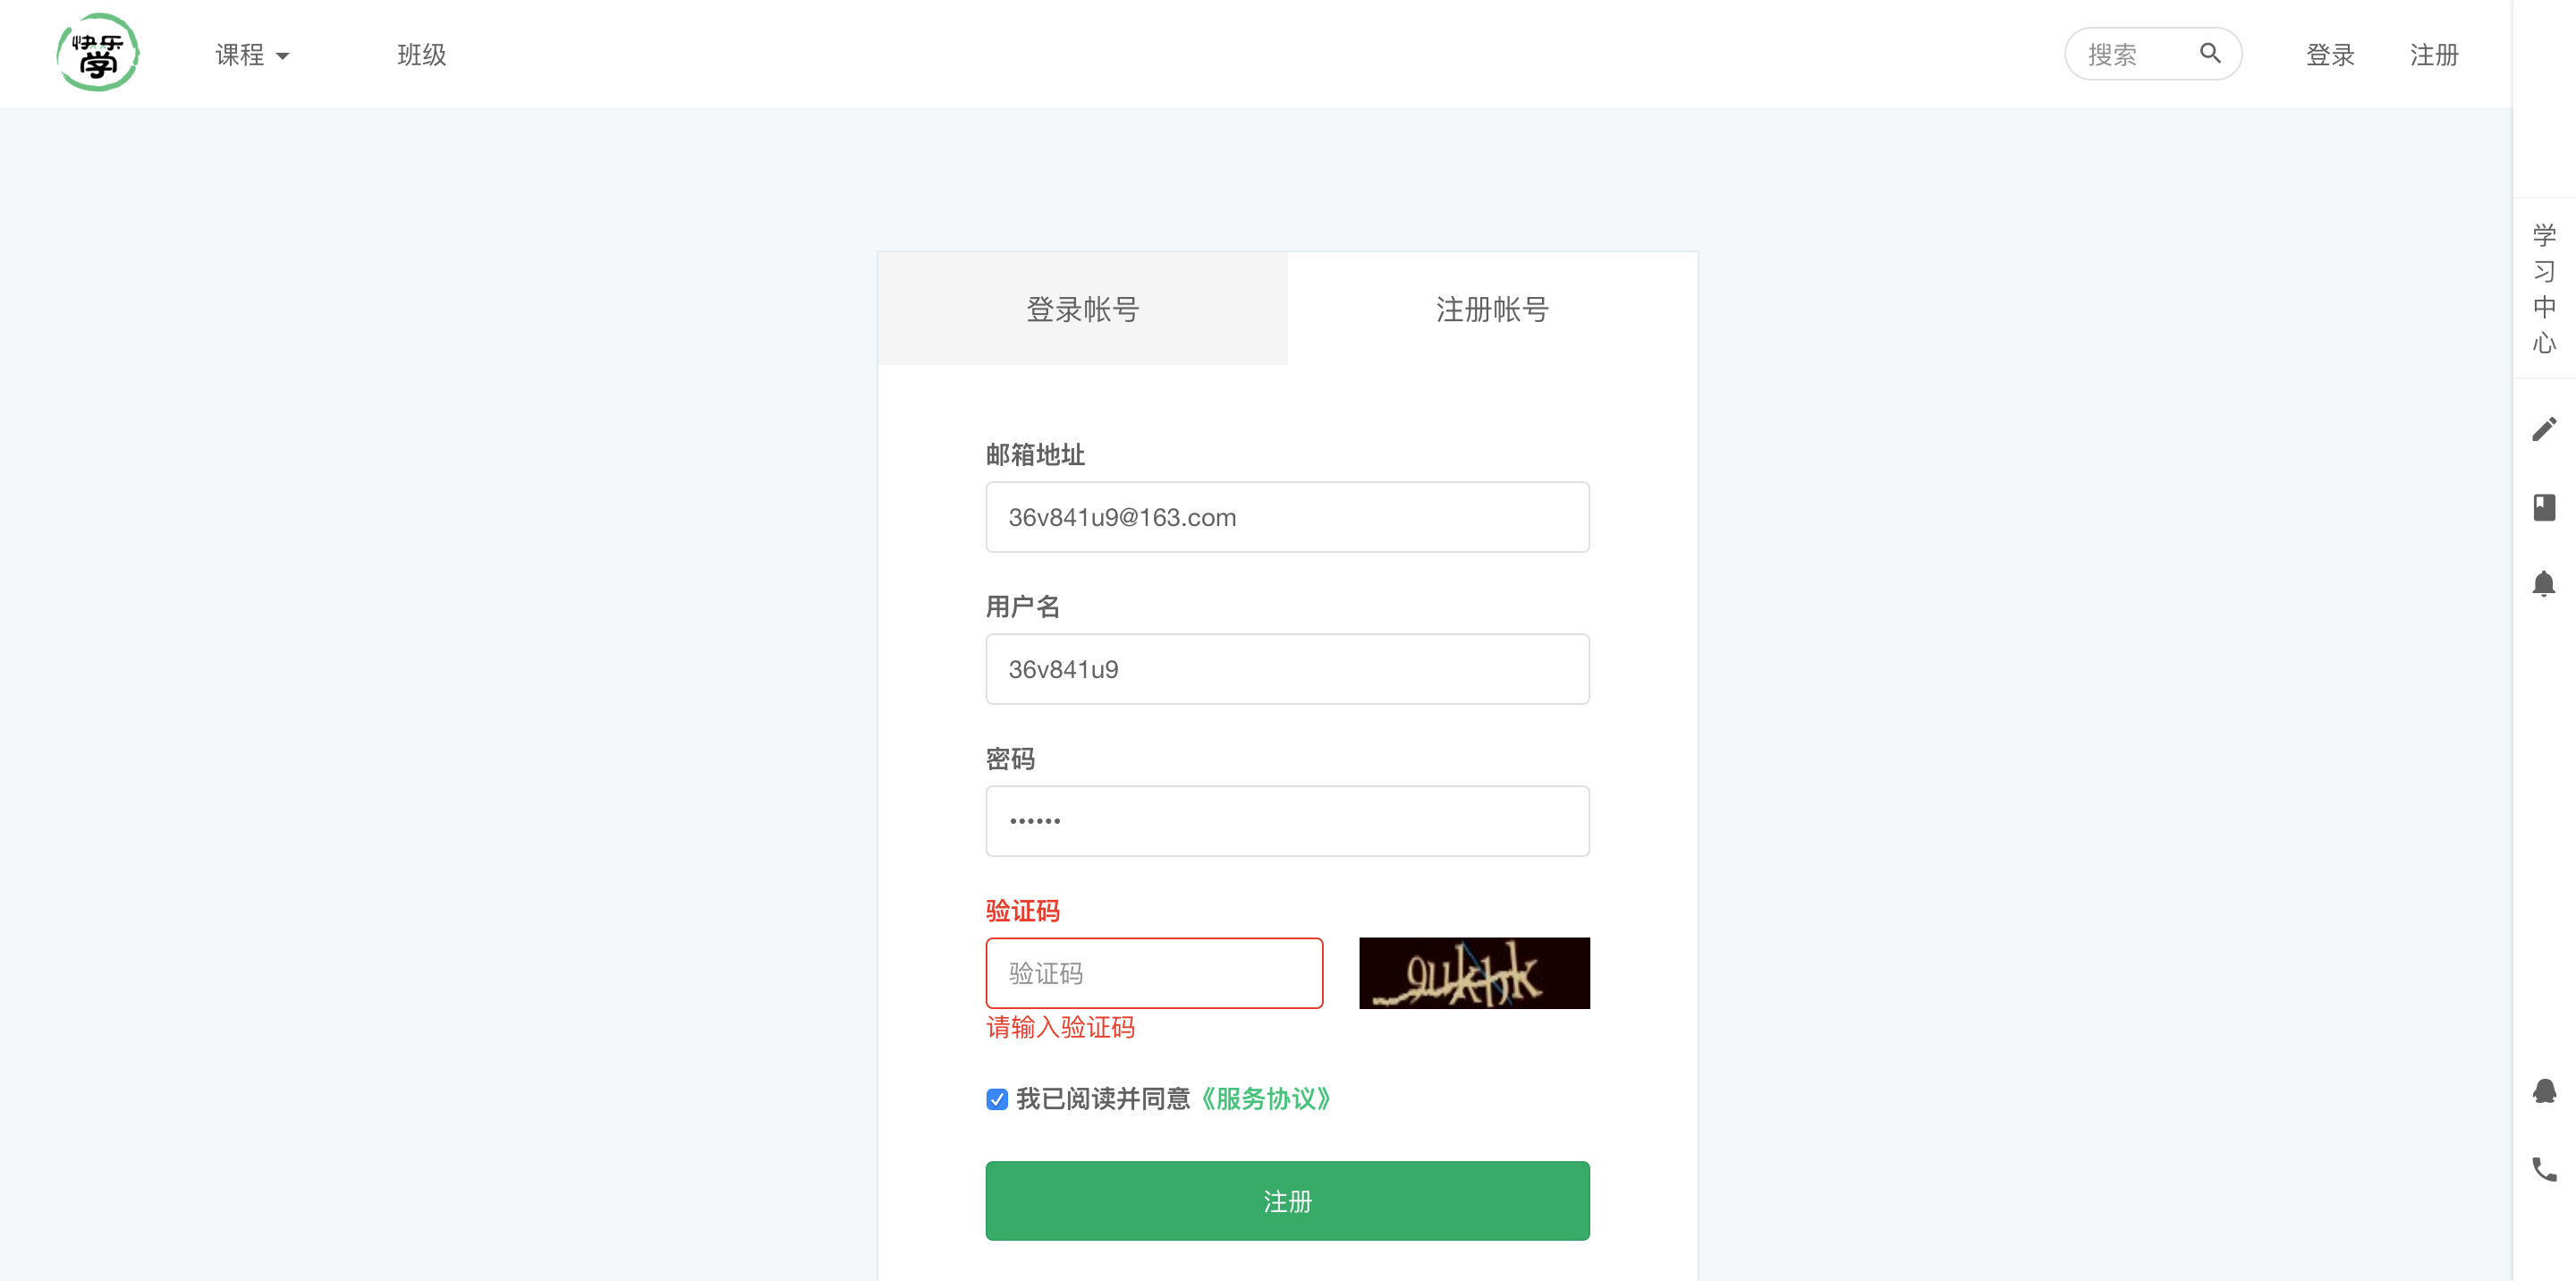 快乐
学
课程
班级
搜索
登录
注册
登录帐号
注册帐号
邮箱地址
36v841u9@163.com
用户名
36v841u9
密码
••••••
验证码
验证码
请输入验证码
我已阅读并同意《服务协议》
注册
学
习
中
心